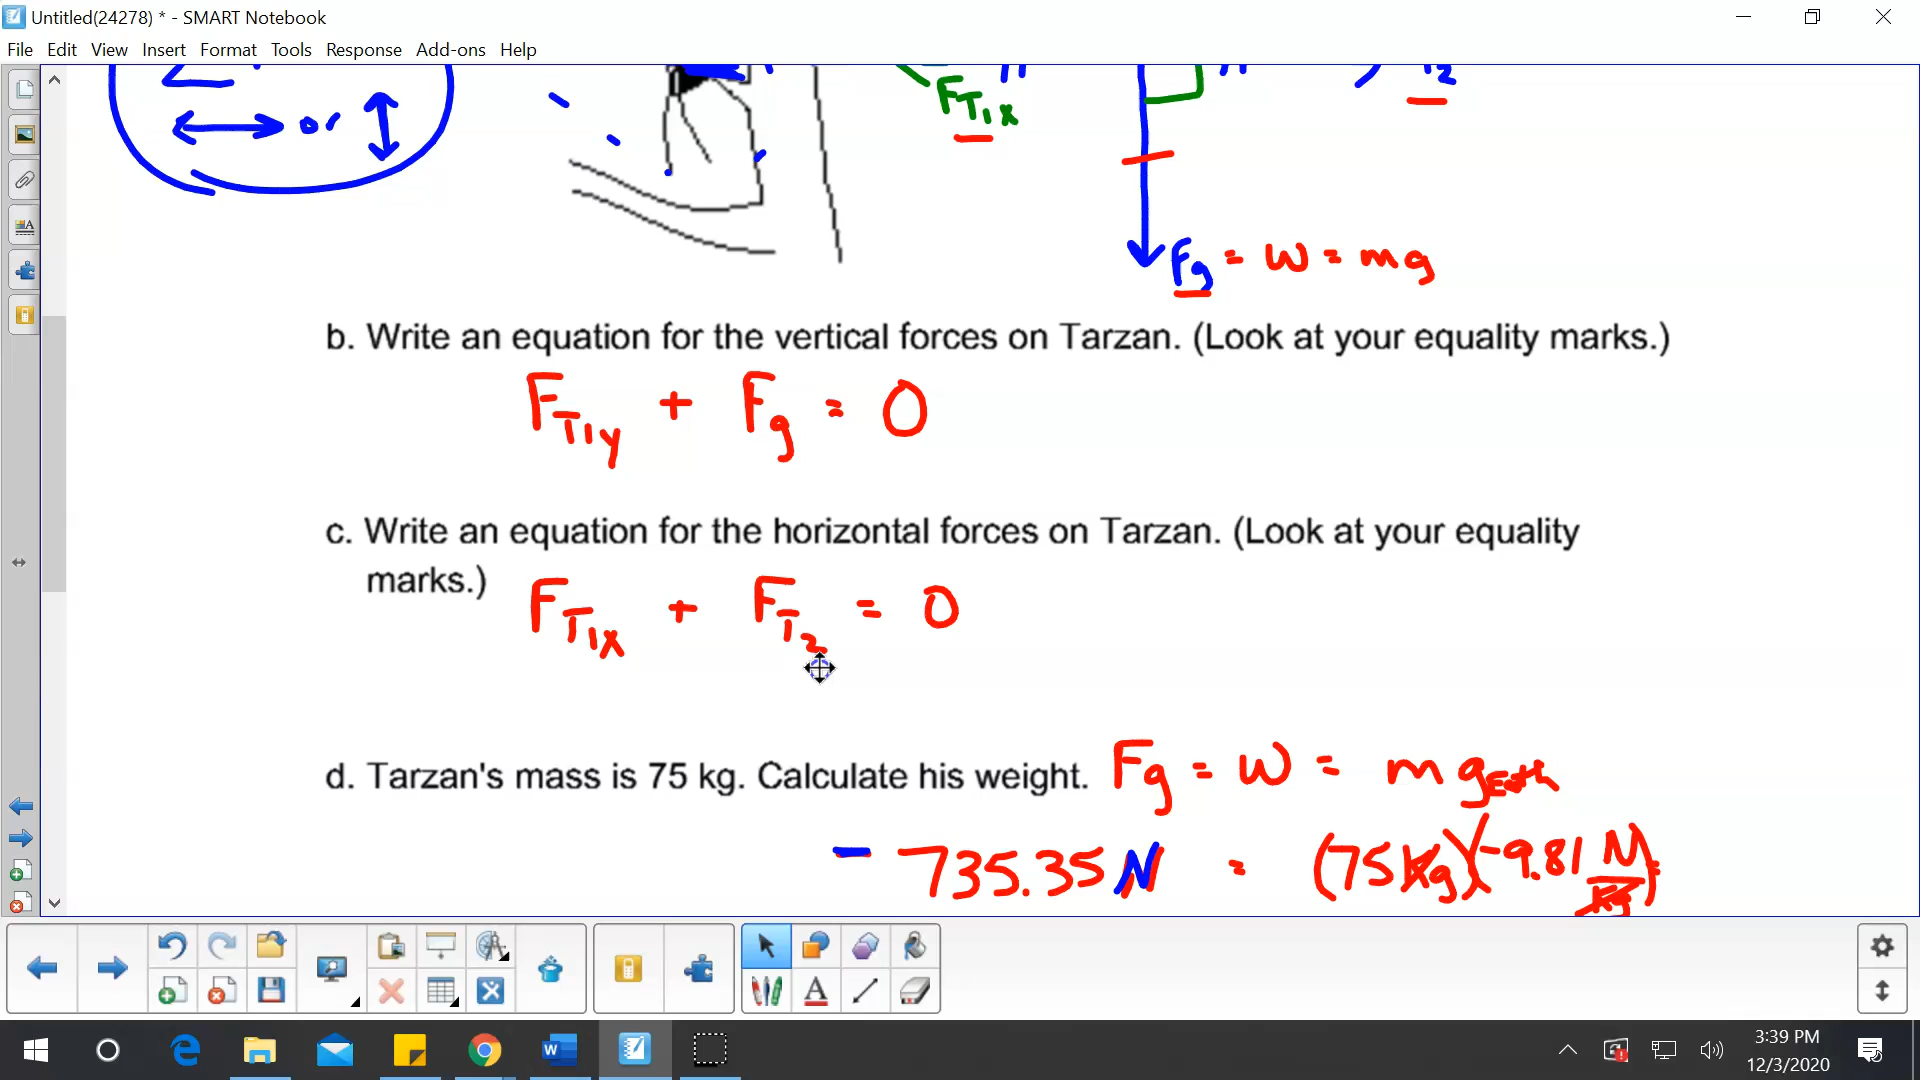 Untitled(24278) * - SMART Notebook
File Edit View Insert Format Tools Response Add-ons Help
or
FT1x
T2
Fg = W = mg
b. Write an equation for the vertical forces on Tarzan. (Look at your equality marks.)
FT1y + Fg = 0
c. Write an equation for the horizontal forces on Tarzan. (Look at your equality
marks.)
FT1x + FT2 = 0
d. Tarzan's mass is 75 kg. Calculate his weight. Fg = W = mgEarth
- 735.35 N = (75 kg)(-9.81 N/kg)
3:39 PM
12/3/2020